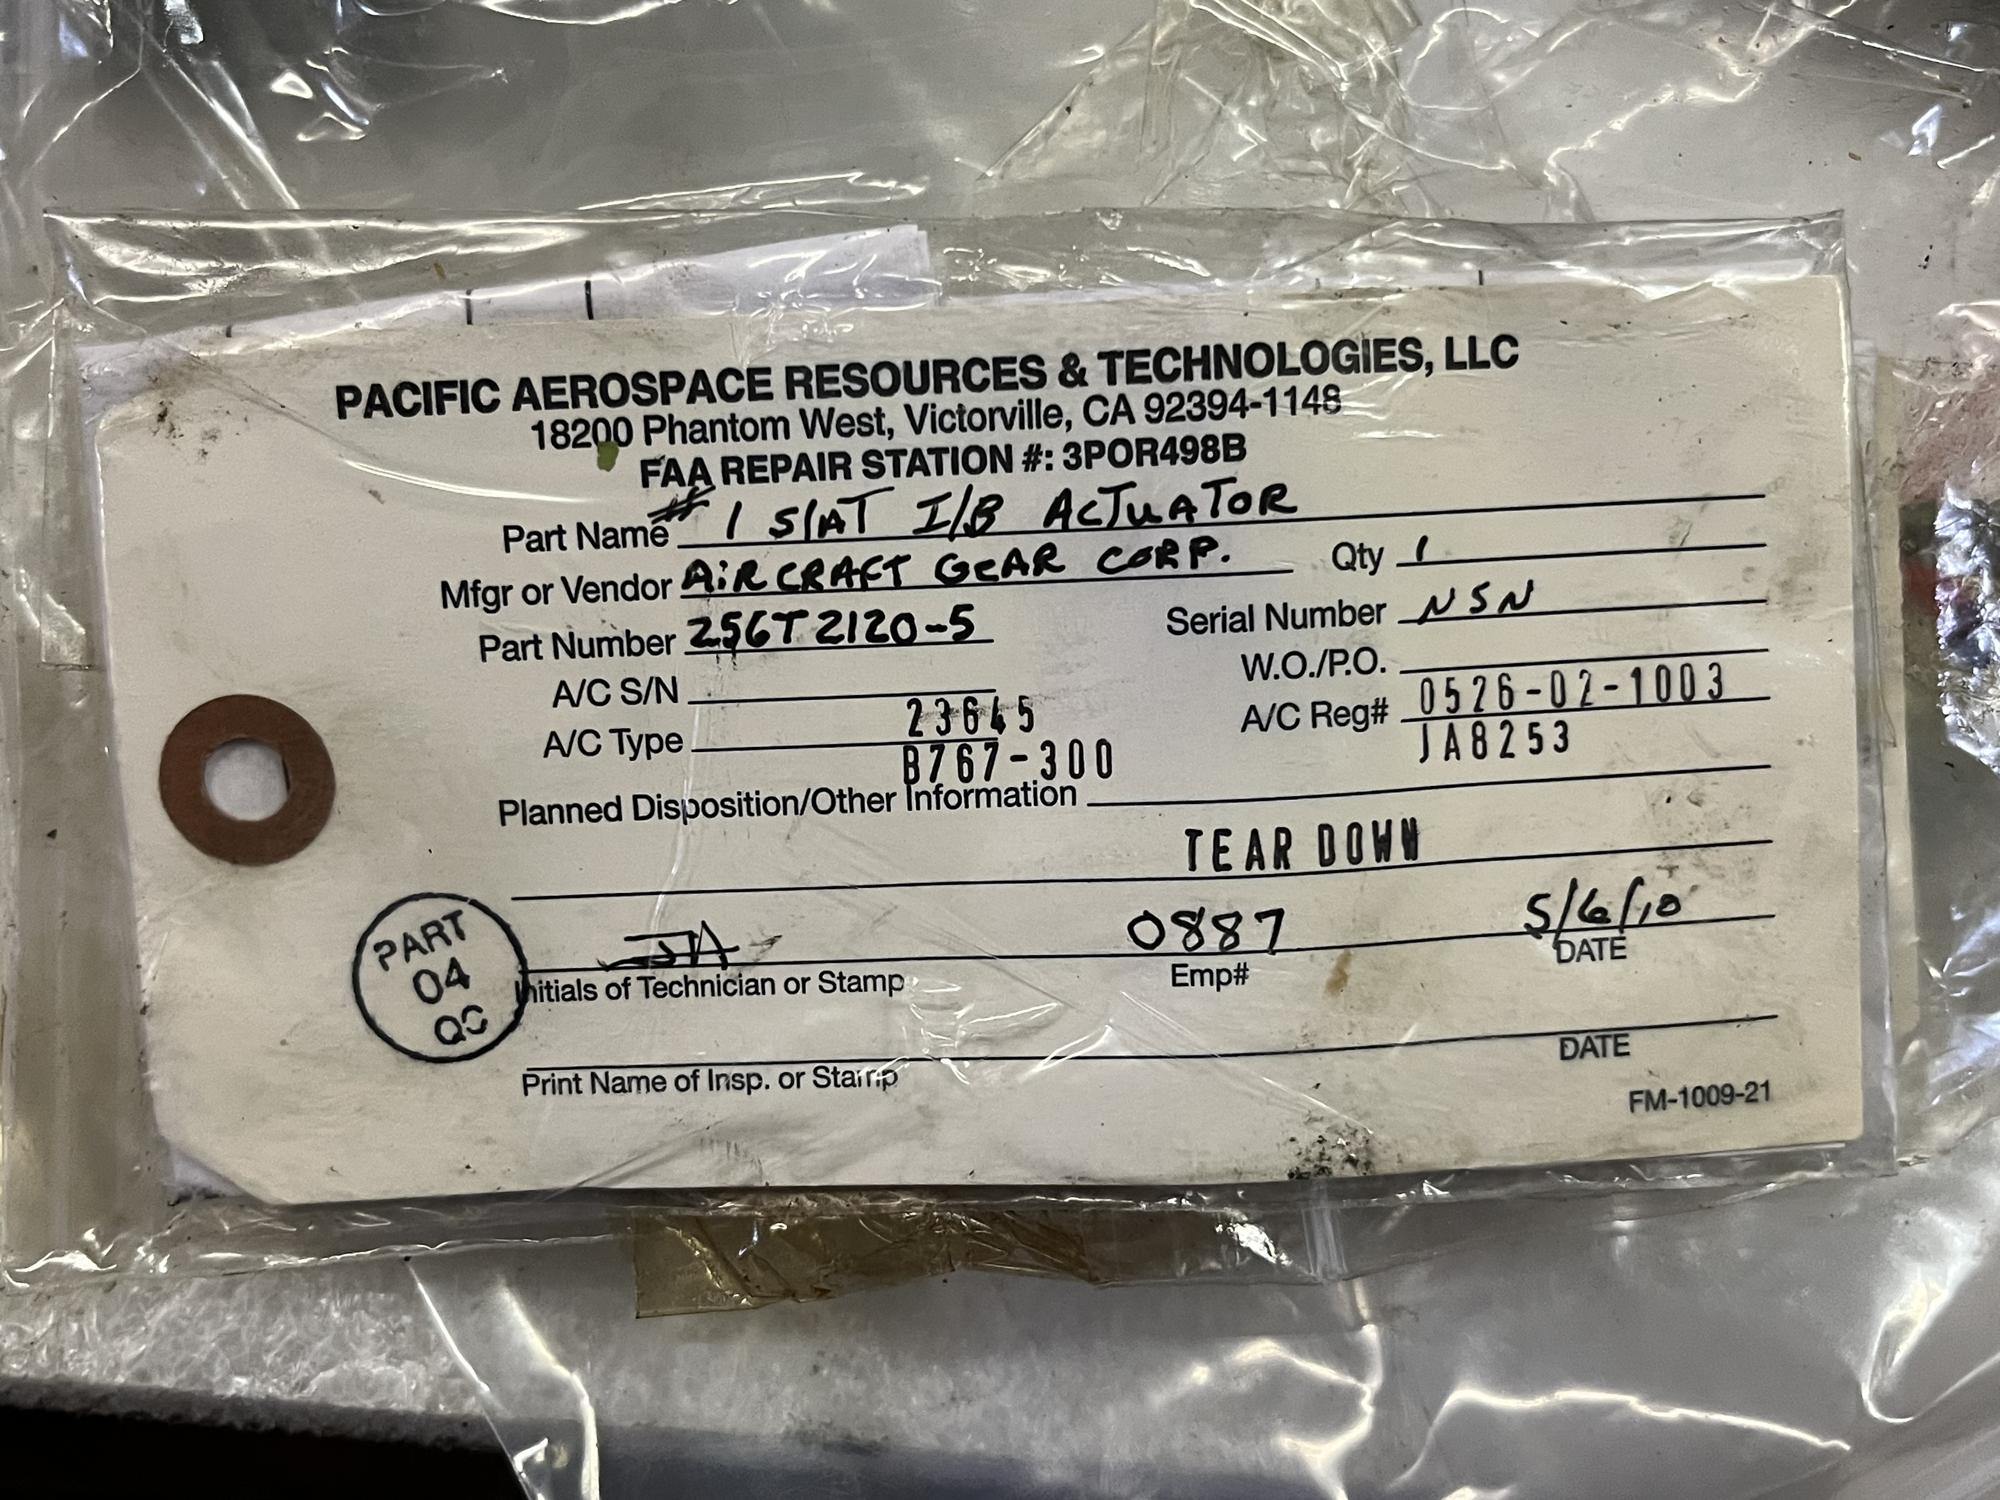 PACIFIC AEROSPACE RESOURCES & TECHNOLOGIES, LLC
18200 Phantom West, Victorville, CA 92394-1148
FAA REPAIR STATION #: 3POR498B
Part Name # 1 SlAT I/B ACTUATOR
Mfgr or Vendor AiRCRAFT GEAR CORP. Qty 1
Part Number 256T2120-5 Serial Number NSN
A/C S/N 23645 W.O./P.O. 0526-02-1003
A/C Type B767-300 A/C Reg# JA8253
Planned Disposition/Other Information
TEAR DOWN
JA 0887 5/6/10
Initials of Technician or Stamp Emp# DATE
PART
04
QC
Print Name of Insp. or Stamp DATE
FM-1009-21